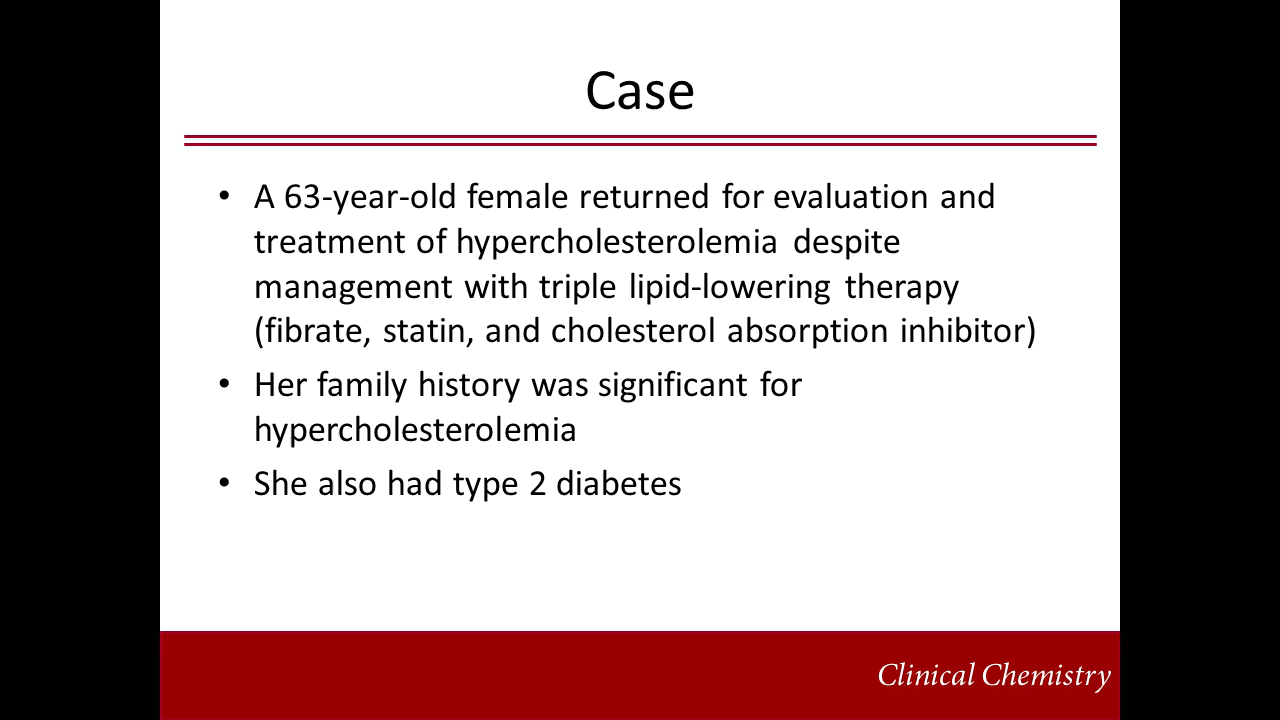 Case
• A 63-year-old female returned for evaluation and
treatment of hypercholesterolemia despite
management with triple lipid-lowering therapy
(fibrate, statin, and cholesterol absorption inhibitor)
• Her family history was significant for
hypercholesterolemia
• She also had type 2 diabetes
Clinical Chemistry